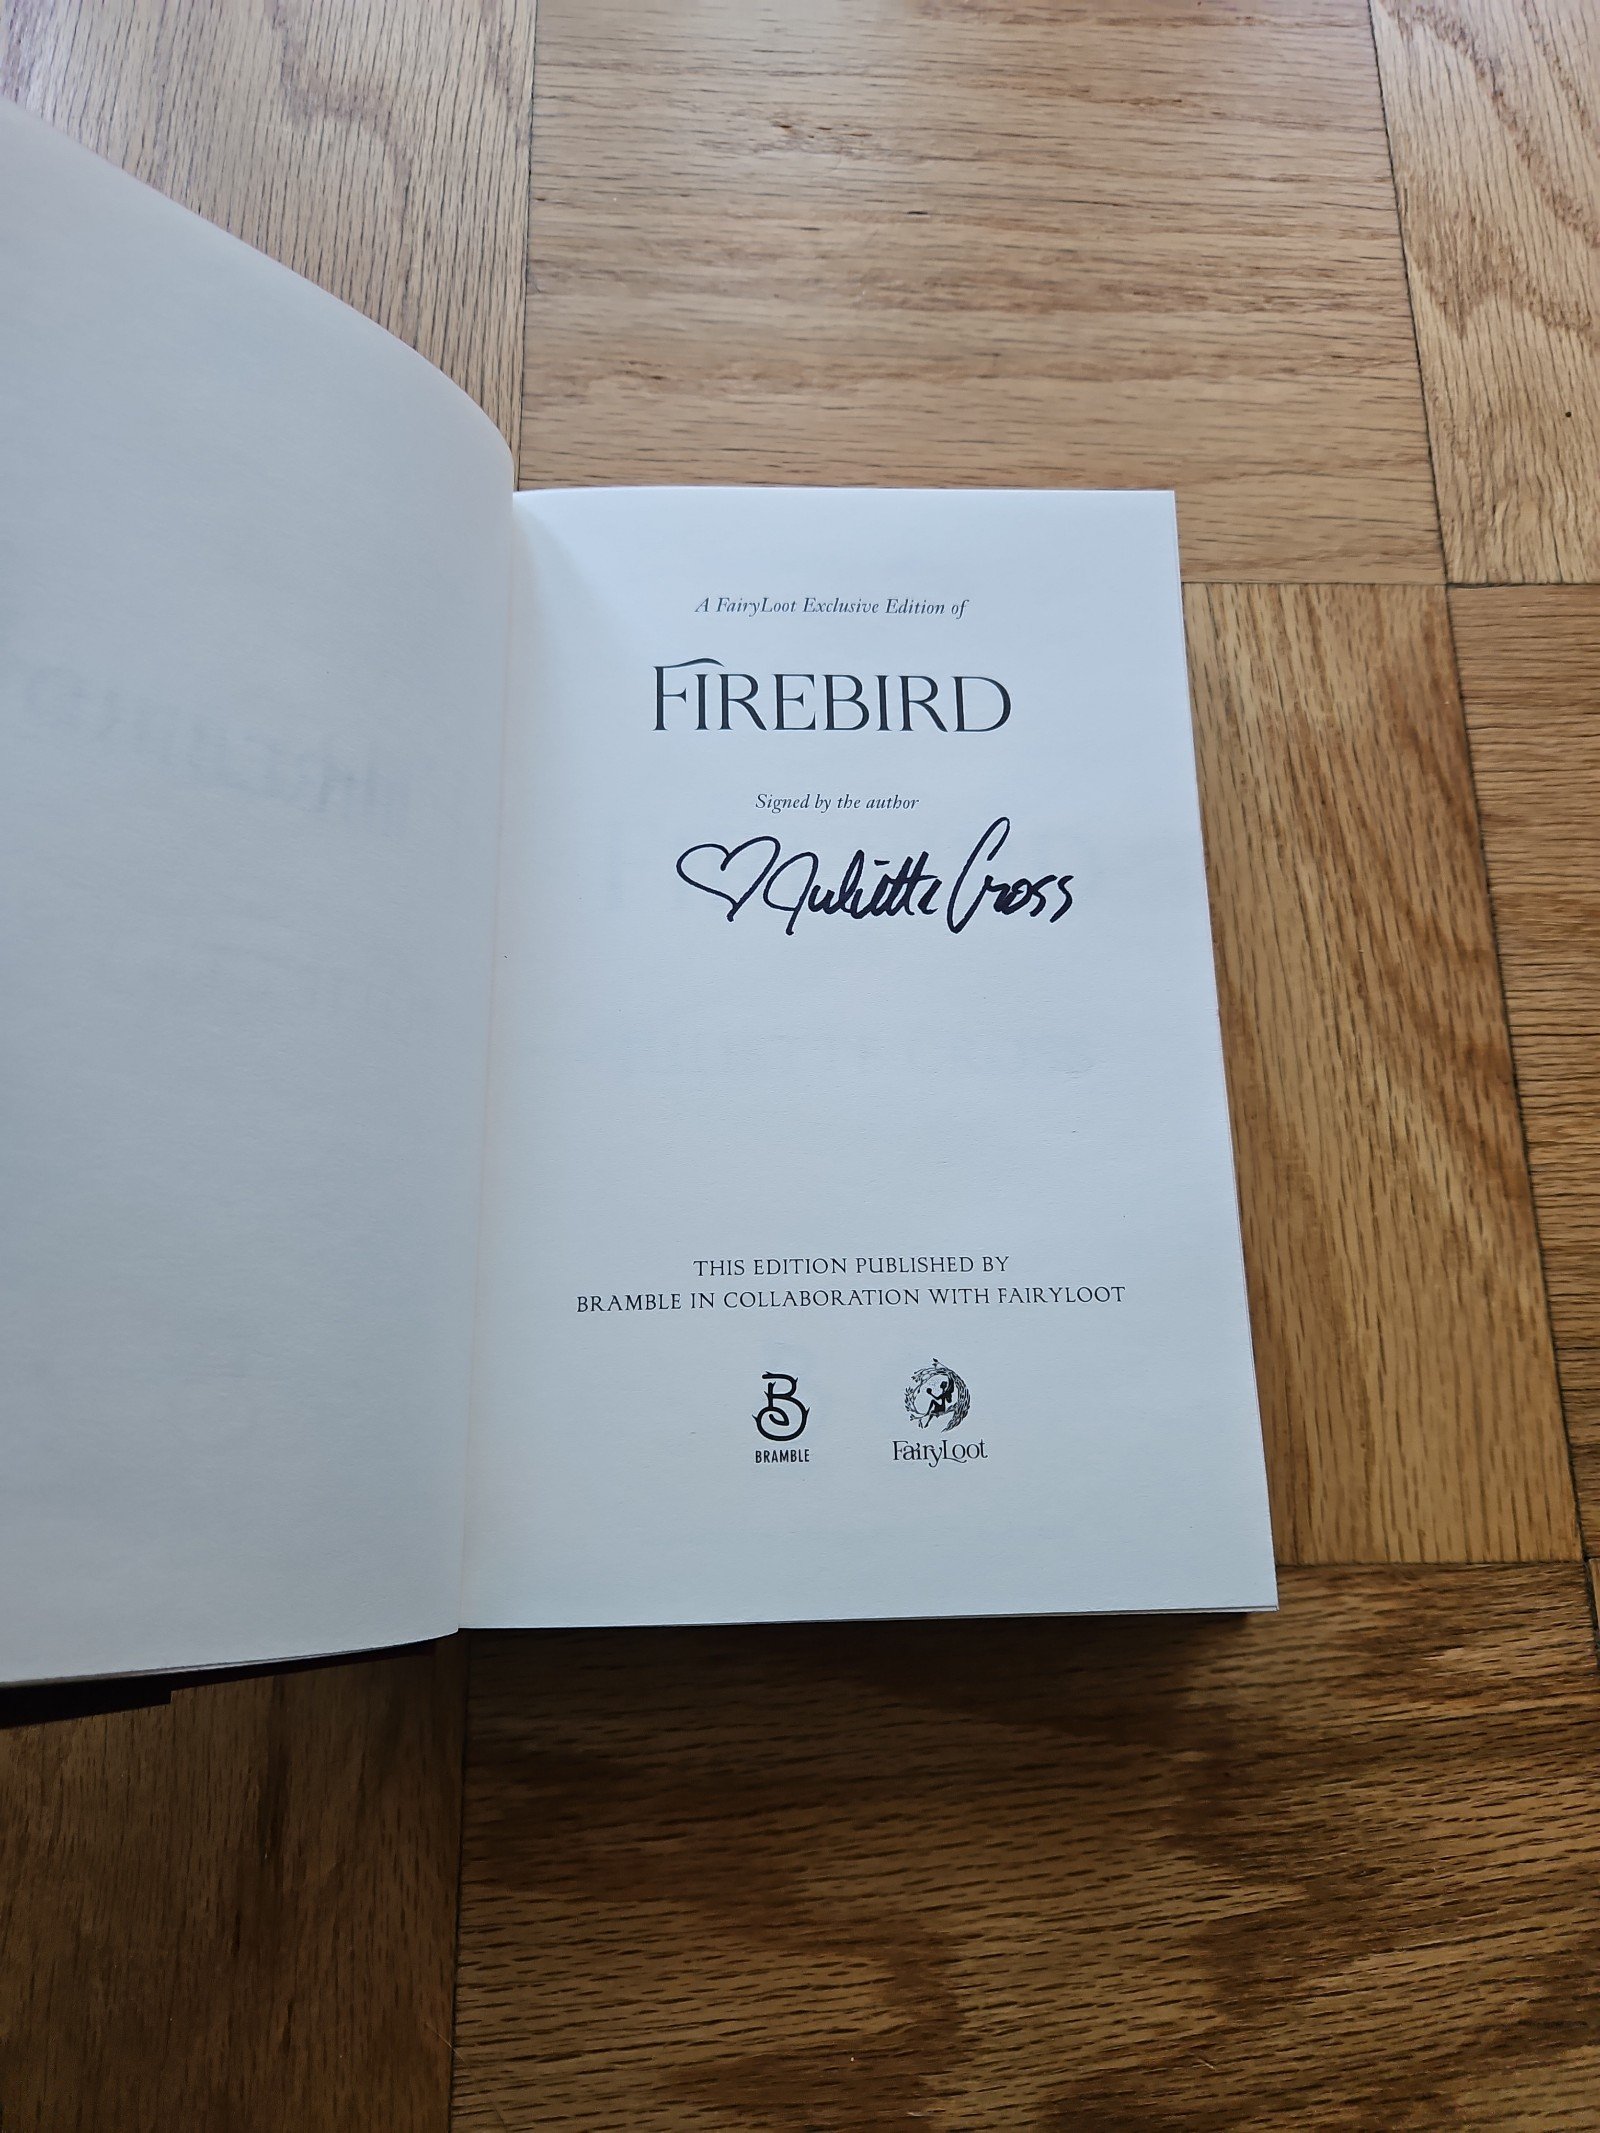 A FairyLoot Exclusive Edition of
FIREBIRD
Signed by the author
Juliette Cross
THIS EDITION PUBLISHED BY
BRAMBLE IN COLLABORATION WITH FAIRYLOOT
B
BRAMBLE
FairyLoot